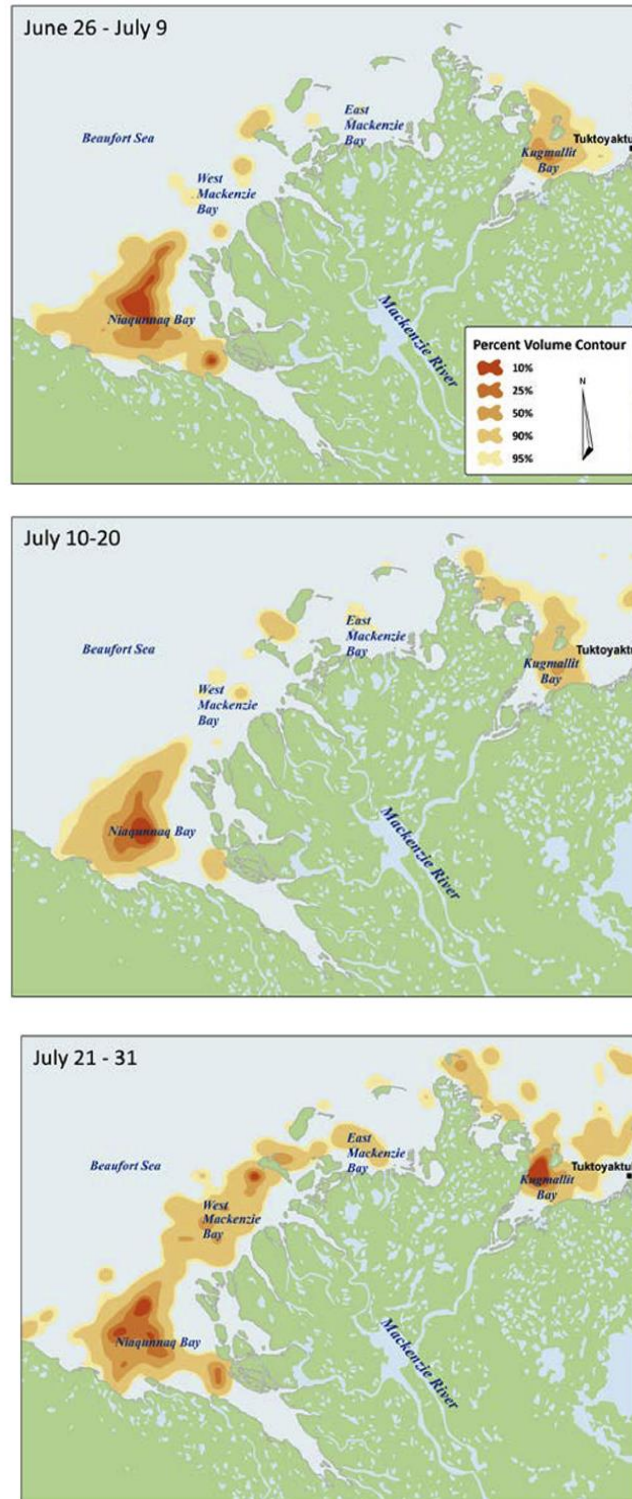 June 26 - July 9
Beaufort Sea
East
Mackenzie
Bay
West
Mackenzie
Bay
Tuktoyaktu
Kugmallit
Bay
Niaqunnaq Bay
Mackenzie River
Percent Volume Contour
10%
25%
50%
90%
95%
N
July 10-20
Beaufort Sea
East
Mackenzie
Bay
West
Mackenzie
Bay
Tuktoyaktu
Kugmallit
Bay
Niaqunnaq Bay
Mackenzie River
July 21 - 31
Beaufort Sea
East
Mackenzie
Bay
West
Mackenzie
Bay
Tuktoyaktu
Kugmallit
Bay
Niaqunnaq Bay
Mackenzie River